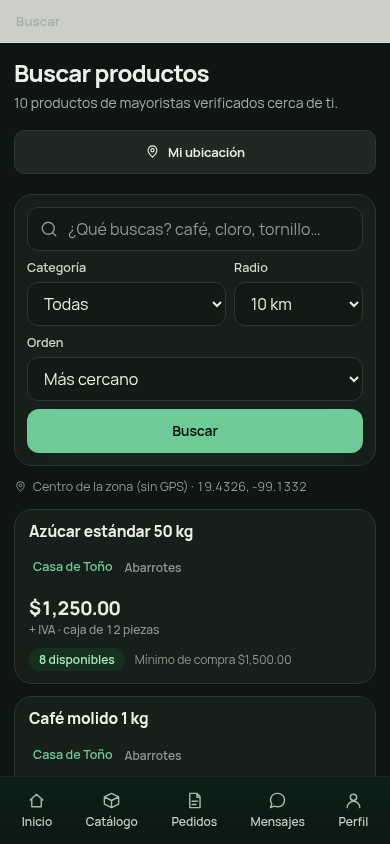 Buscar
Buscar productos
10 productos de mayoristas verificados cerca de ti.
Mi ubicación
¿Qué buscas? café, cloro, tornillo...
Categoría Radio
Todas 10 km
Orden
Más cercano
Buscar
Centro de la zona (sin GPS) · 19.4326, -99.1332
Azúcar estándar 50 kg
Casa de Toño Abarrotes
$1,250.00
+ IVA · caja de 12 piezas
8 disponibles Mínimo de compra $1,500.00
Café molido 1 kg
Casa de Toño Abarrotes
Inicio Catálogo Pedidos Mensajes Perfil